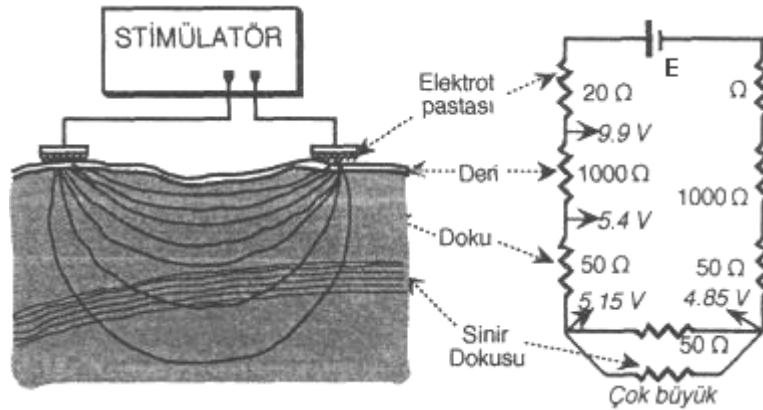 STİMÜLATÖR
Elektrot
pastası
Deri
Doku
Sinir
Dokusu
E
20 Ω
Ω
9.9 V
1000 Ω
1000 Ω
5.4 V
50 Ω
50 Ω
5.15 V
4.85 V
50 Ω
Çok büyük